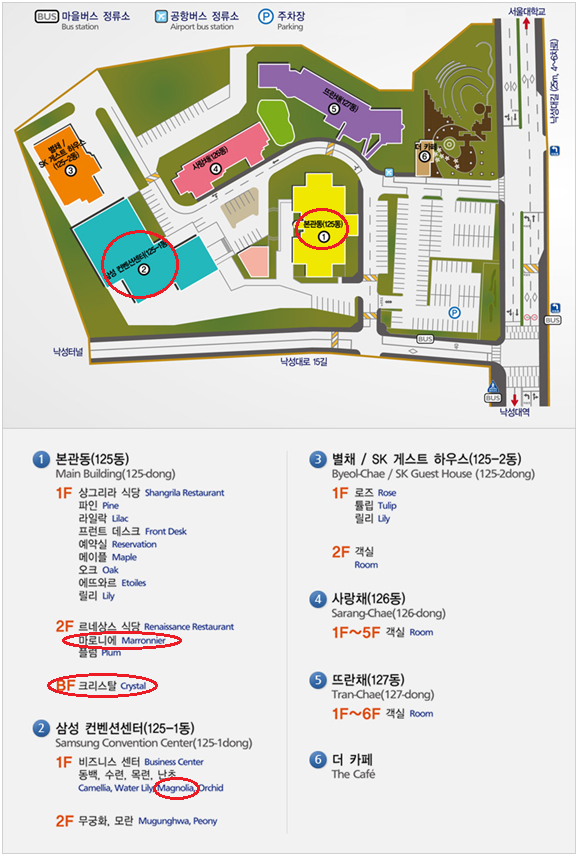 BUS 마을버스 정류소 공항버스 정류소 P 주차장
Bus station Airport bus station Parking
서울대학교
낙성대길 (25m, 4~6차로)
뜨란채(127동)
5
별채 /
SK 게스트 하우스
(125-2동)
3
사랑채(126동)
4
더 카페
6
본관동(125동)
1
삼성 컨벤션센터(125-1동)
2
P
BUS
BUS
BUS
낙성터널
낙성대로 15길
낙성대역
1 본관동(125동)
Main Building(125-dong)
1F 샹그리라 식당 Shangrila Restaurant
파인 Pine
라일락 Lilac
프런트 데스크 Front Desk
예약실 Reservation
메이플 Maple
오크 Oak
에뜨와르 Etoiles
릴리 Lily
2F 르네상스 식당 Renaissance Restaurant
마로니에 Marronnier
플럼 Plum
BF 크리스탈 Crystal
2 삼성 컨벤션센터(125-1동)
Samsung Convention Center(125-1dong)
1F 비즈니스 센터 Business Center
동백, 수련, 목련, 난초
Camellia, Water Lily, Magnolia, Orchid
2F 무궁화, 모란 Mugunghwa, Peony
3 별채 / SK 게스트 하우스(125-2동)
Byeol-Chae / SK Guest House (125-2dong)
1F 로즈 Rose
튤립 Tulip
릴리 Lily
2F 객실
Room
4 사랑채(126동)
Sarang-Chae(126-dong)
1F~5F 객실 Room
5 뜨란채(127동)
Tran-Chae(127-dong)
1F~6F 객실 Room
6 더 카페
The Café